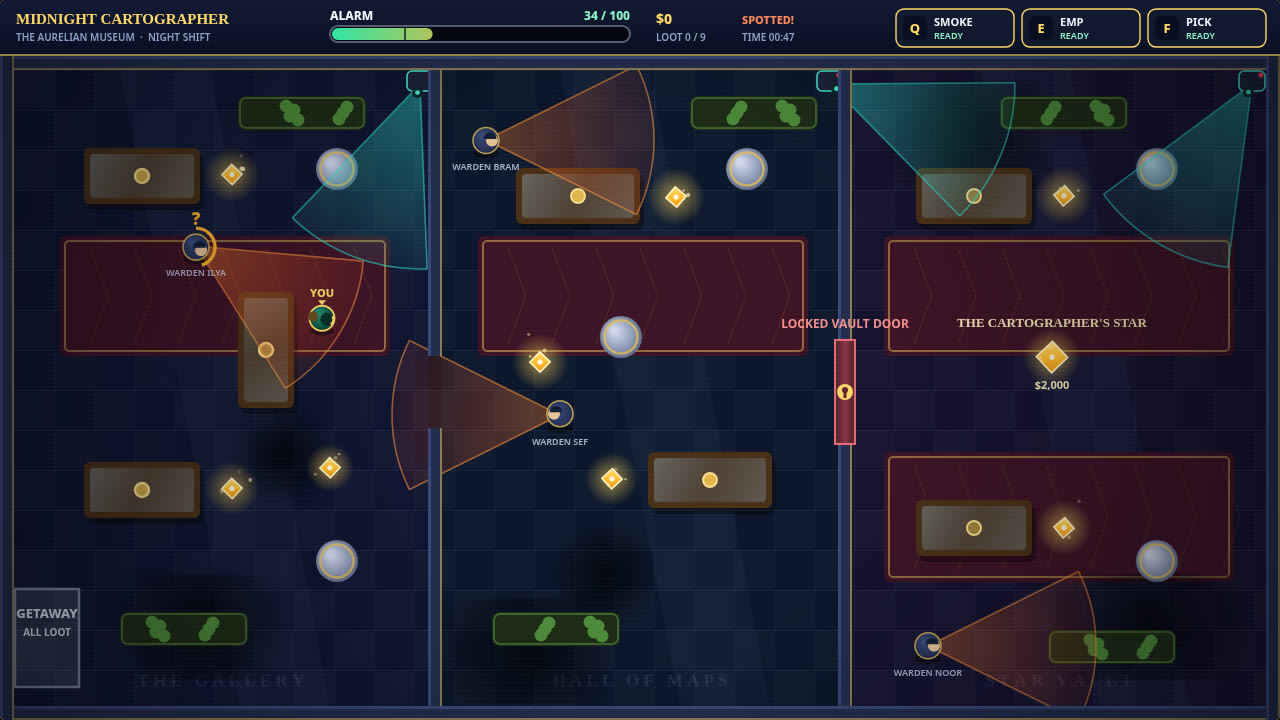 MIDNIGHT CARTOGRAPHER
THE AURELIAN MUSEUM · NIGHT SHIFT
ALARM
34 / 100
$0
LOOT 0 / 9
SPOTTED!
TIME 00:47
Q
SMOKE
READY
E
EMP
READY
F
PICK
READY
WARDEN BRAM
?
WARDEN ILYA
YOU
LOCKED VAULT DOOR
THE CARTOGRAPHER'S STAR
$2,000
WARDEN SEF
GETAWAY
ALL LOOT
WARDEN NOOR
THE GALLERY
HALL OF MAPS
STAR VAULT